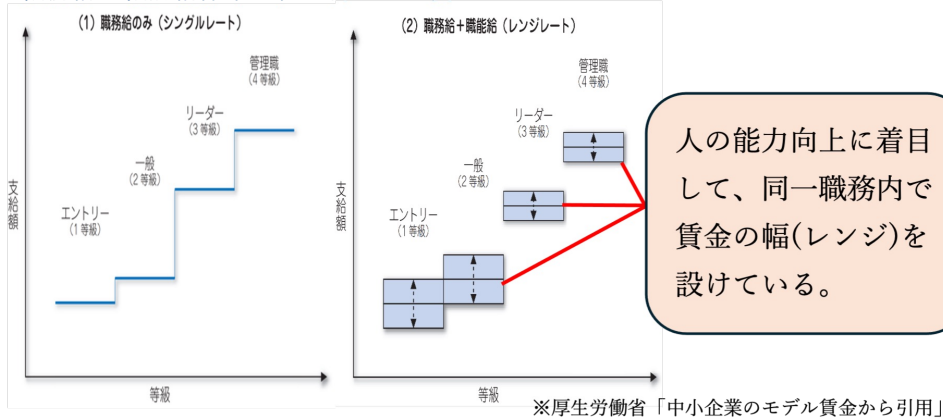 (1) 職務給のみ（シングルレート）
管理職
（4 等級）
リーダー
（3 等級）
一般
（2 等級）
エントリー
（1 等級）
支給額
等級
(2) 職務給＋職能給（レンジレート）
管理職
（4 等級）
リーダー
（3 等級）
一般
（2 等級）
エントリー
（1 等級）
支給額
等級
人の能力向上に着目
して、同一職務内で
賃金の幅(レンジ)を
設けている。
※厚生労働省「中小企業のモデル賃金から引用」